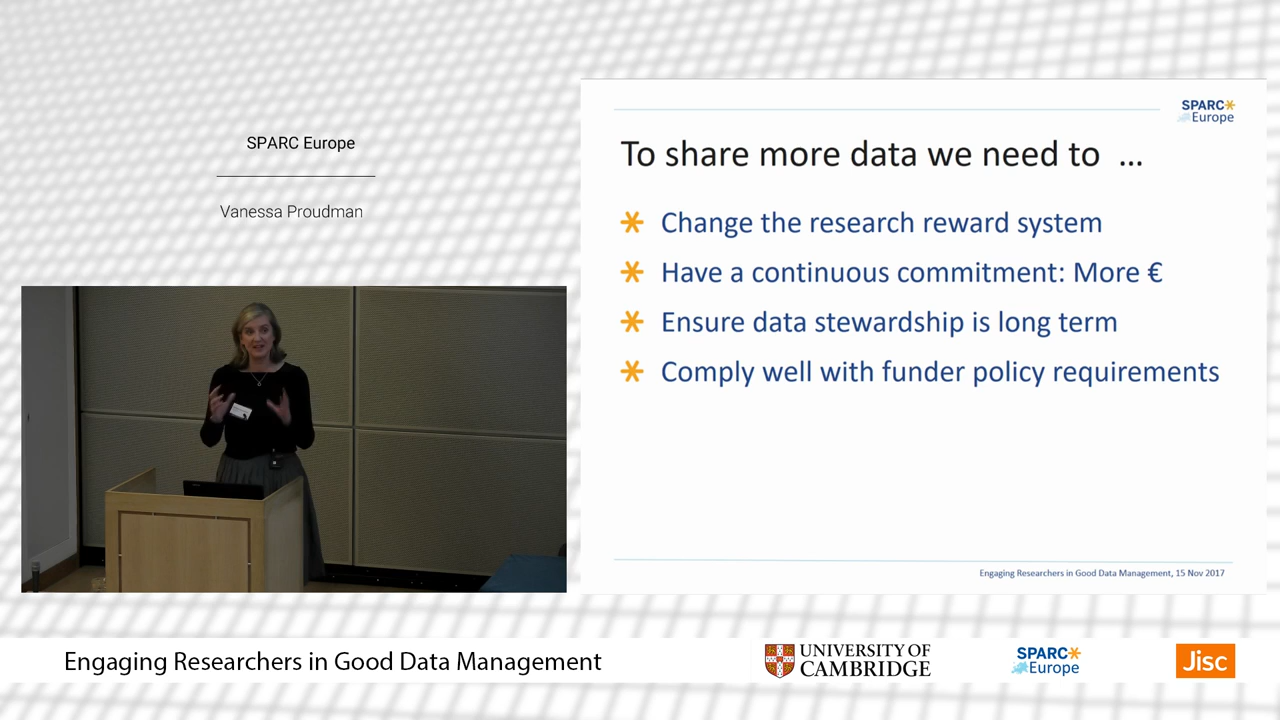 SPARC Europe
Vanessa Proudman
SPARC
Europe
To share more data we need to ...
Change the research reward system
Have a continuous commitment: More €
Ensure data stewardship is long term
Comply well with funder policy requirements
Engaging Researchers in Good Data Management, 15 Nov 2017
Engaging Researchers in Good Data Management
UNIVERSITY OF
CAMBRIDGE
SPARC
Europe
Jisc